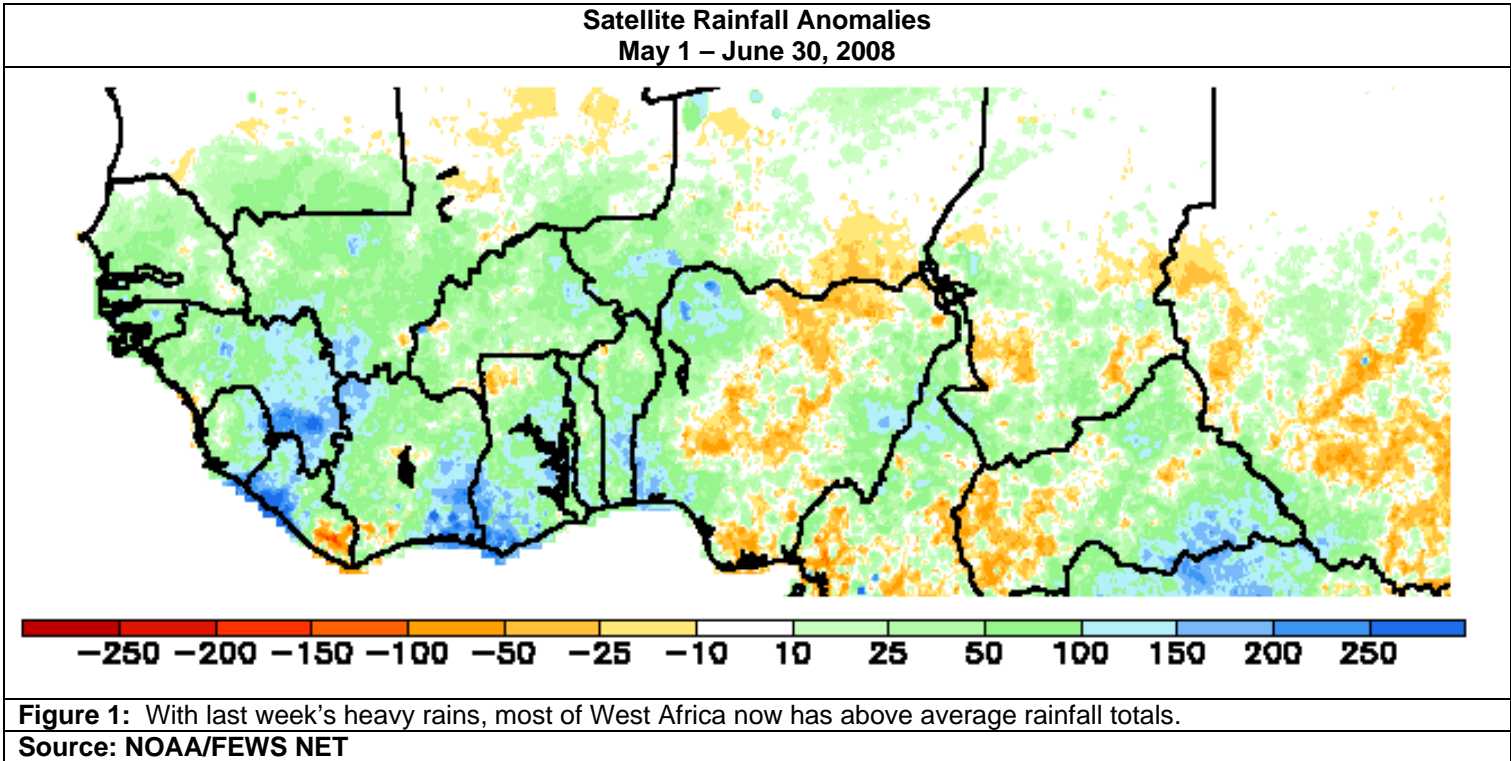 Satellite Rainfall Anomalies
May 1 – June 30, 2008
−250 −200 −150 −100 −50 −25 −10 10 25 50 100 150 200 250
Figure 1: With last week's heavy rains, most of West Africa now has above average rainfall totals.
Source: NOAA/FEWS NET